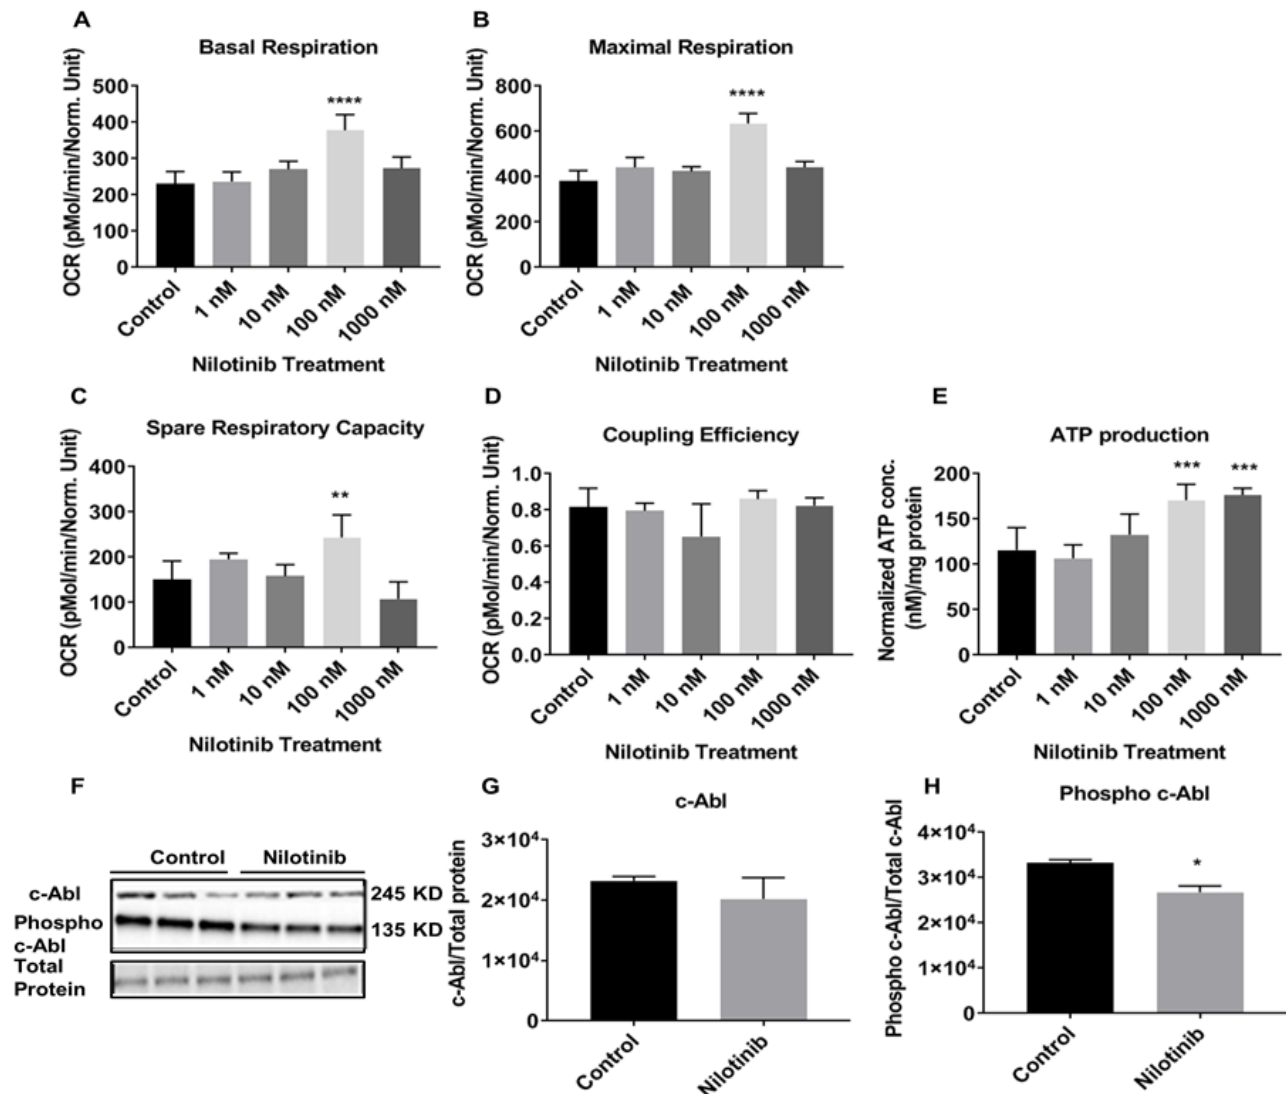 A
Basal Respiration
OCR (pMol/min/Norm. Unit)
500
400
300
200
100
0
****
Control
1 nM
10 nM
100 nM
1000 nM
Nilotinib Treatment
B
Maximal Respiration
OCR (pMol/min/Norm. Unit)
800
600
400
200
0
****
Control
1 nM
10 nM
100 nM
1000 nM
Nilotinib Treatment
C
Spare Respiratory Capacity
OCR (pMol/min/Norm. Unit)
400
300
200
100
0
**
Control
1 nM
10 nM
100 nM
1000 nM
Nilotinib Treatment
D
Coupling Efficiency
OCR (pMol/min/Norm. Unit)
1.0
0.8
0.6
0.4
0.2
0.0
Control
1 nM
10 nM
100 nM
1000 nM
Nilotinib Treatment
E
ATP production
Normalized ATP conc.
(nM)/mg protein
200
150
100
50
0
***
***
Control
1 nM
10 nM
100 nM
1000 nM
Nilotinib Treatment
F
Control Nilotinib
c-Abl
245 KD
Phospho
c-Abl
135 KD
Total
Protein
G
c-Abl
c-Abl/Total protein
3×10⁴
2×10⁴
1×10⁴
0
Control
Nilotinib
H
Phospho c-Abl
Phospho c-Abl/Total c-Abl
4×10⁴
3×10⁴
2×10⁴
1×10⁴
0
*
Control
Nilotinib